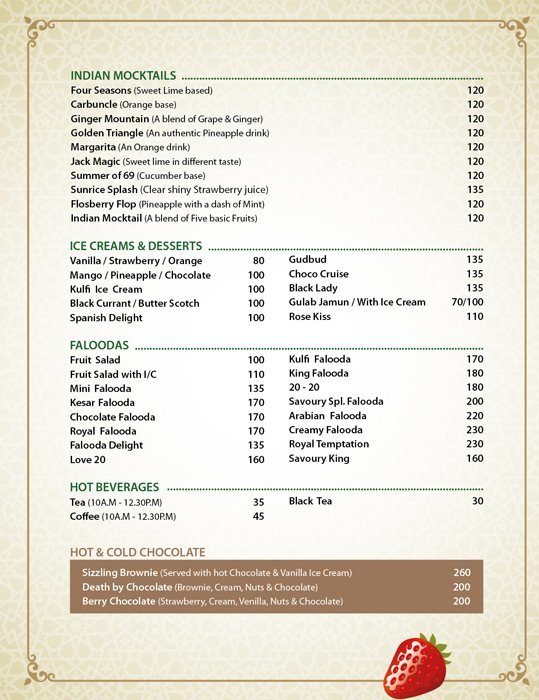 INDIAN MOCKTAILS
Four Seasons (Sweet Lime based) 120
Carbuncle (Orange base) 120
Ginger Mountain (A blend of Grape & Ginger) 120
Golden Triangle (An authentic Pineapple drink) 120
Margarita (An Orange drink) 120
Jack Magic (Sweet lime in different taste) 120
Summer of 69 (Cucumber base) 120
Sunrice Splash (Clear shiny Strawberry juice) 135
Flosberry Flop (Pineapple with a dash of Mint) 120
Indian Mocktail (A blend of Five basic Fruits) 120
ICE CREAMS & DESSERTS
Vanilla / Strawberry / Orange 80
Mango / Pineapple / Chocolate 100
Kulfi Ice Cream 100
Black Currant / Butter Scotch 100
Spanish Delight 100
Gudbud 135
Choco Cruise 135
Black Lady 135
Gulab Jamun / With Ice Cream 70/100
Rose Kiss 110
FALOODAS
Fruit Salad 100
Fruit Salad with I/C 110
Mini Falooda 135
Kesar Falooda 170
Chocolate Falooda 170
Royal Falooda 170
Falooda Delight 135
Love 20 160
Kulfi Falooda 170
King Falooda 180
20 - 20 180
Savoury Spl. Falooda 200
Arabian Falooda 220
Creamy Falooda 230
Royal Temptation 230
Savoury King 160
HOT BEVERAGES
Tea (10A.M - 12.30P.M) 35
Coffee (10A.M - 12.30P.M) 45
Black Tea 30
HOT & COLD CHOCOLATE
Sizzling Brownie (Served with hot Chocolate & Vanilla Ice Cream) 260
Death by Chocolate (Brownie, Cream, Nuts & Chocolate) 200
Berry Chocolate (Strawberry, Cream, Venilla, Nuts & Chocolate) 200